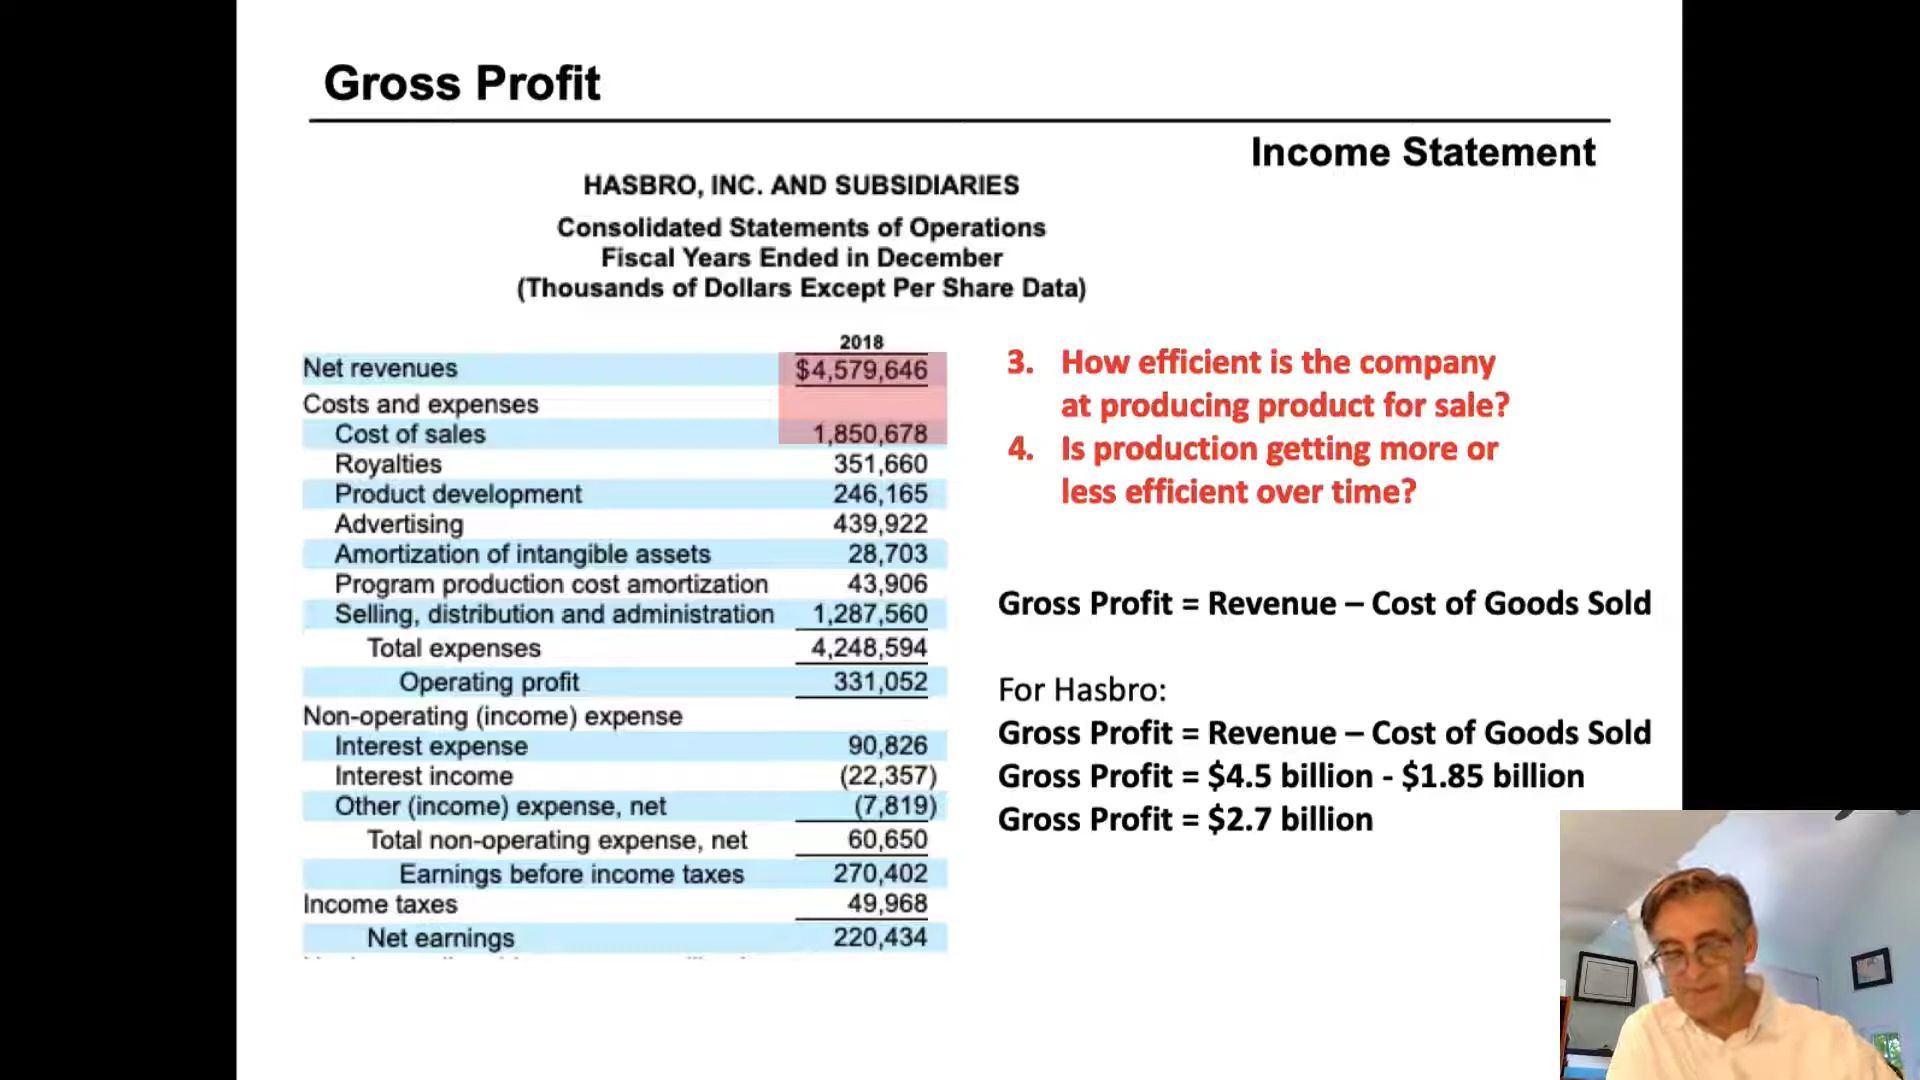 Gross Profit
Income Statement
HASBRO, INC. AND SUBSIDIARIES
Consolidated Statements of Operations
Fiscal Years Ended in December
(Thousands of Dollars Except Per Share Data)
2018
Net revenues $4,579,646
Costs and expenses
Cost of sales 1,850,678
Royalties 351,660
Product development 246,165
Advertising 439,922
Amortization of intangible assets 28,703
Program production cost amortization 43,906
Selling, distribution and administration 1,287,560
Total expenses 4,248,594
Operating profit 331,052
Non-operating (income) expense
Interest expense 90,826
Interest income (22,357)
Other (income) expense, net (7,819)
Total non-operating expense, net 60,650
Earnings before income taxes 270,402
Income taxes 49,968
Net earnings 220,434
3. How efficient is the company
at producing product for sale?
4. Is production getting more or
less efficient over time?
Gross Profit = Revenue – Cost of Goods Sold
For Hasbro:
Gross Profit = Revenue – Cost of Goods Sold
Gross Profit = $4.5 billion - $1.85 billion
Gross Profit = $2.7 billion